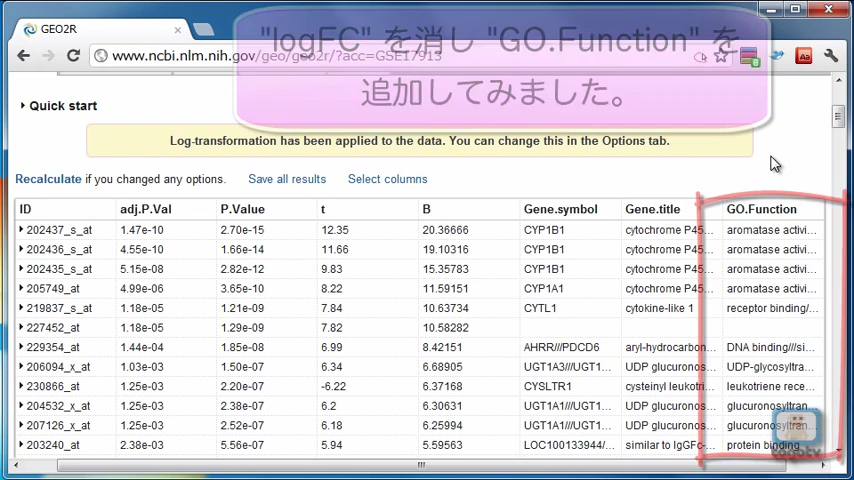 GEO2R
"logFC" を消し "GO.Function" を
追加してみました。
www.ncbi.nlm.nih.gov/geo/geo2r/?acc=GSE17913
Quick start
Log-transformation has been applied to the data. You can change this in the Options tab.
Recalculate if you changed any options. Save all results Select columns
ID adj.P.Val P.Value t B Gene.symbol Gene.title GO.Function
202437_s_at 1.47e-10 2.70e-15 12.35 20.36666 CYP1B1 cytochrome P45... aromatase activi...
202436_s_at 4.55e-10 1.66e-14 11.66 19.10316 CYP1B1 cytochrome P45... aromatase activi...
202435_s_at 5.15e-08 2.82e-12 9.83 15.35783 CYP1B1 cytochrome P45... aromatase activi...
205749_at 4.99e-06 3.65e-10 8.22 11.59151 CYP1A1 cytochrome P45... aromatase activi...
219837_s_at 1.18e-05 1.21e-09 7.84 10.63734 CYTL1 cytokine-like 1 receptor binding/...
227452_at 1.18e-05 1.29e-09 7.82 10.58282
229354_at 1.44e-04 1.85e-08 6.99 8.42151 AHRR///PDCD6 aryl-hydrocarbon... DNA binding///si...
206094_x_at 1.03e-03 1.50e-07 6.34 6.68905 UGT1A3///UGT1... UDP glucuronos... UDP-glycosyltra...
230866_at 1.25e-03 2.20e-07 -6.22 6.37168 CYSLTR1 cysteinyl leukotri... leukotriene rece...
204532_x_at 1.25e-03 2.38e-07 6.2 6.30631 UGT1A1///UGT1... UDP glucuronos... glucuronosyltran...
207126_x_at 1.25e-03 2.52e-07 6.18 6.25994 UGT1A1///UGT1... UDP glucuronos... glucuronosyltran...
203240_at 2.38e-03 5.56e-07 5.94 5.59563 LOC100133944/... similar to IgGFc-... protein binding
togotv